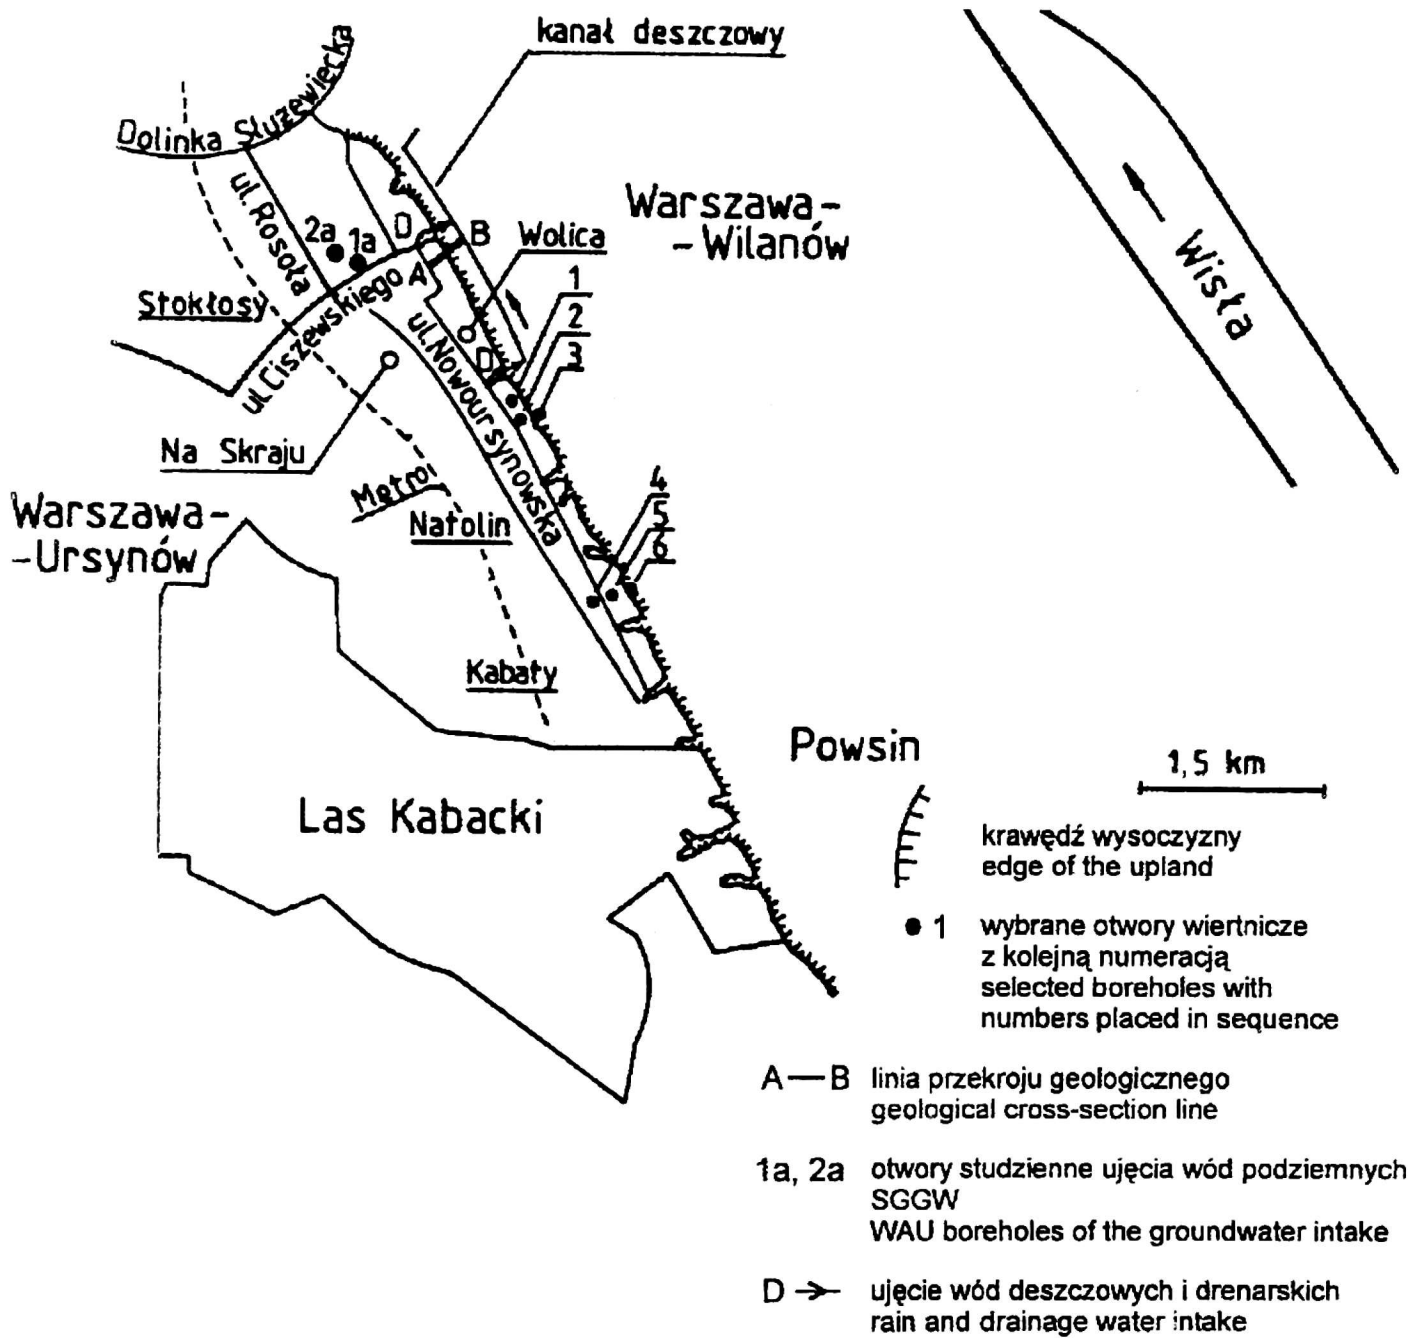 kanał deszczowy
Dolinka Służewiecka
ul. Rosoła
2a
1a
D
B
Wolica
Warszawa-
-Wilanów
Wisła
Stokłosy
ul.Ciszewskiego
A
1
2
3
D
ul.Nowoursynowska
Na Skraju
Metro
Natolin
4
5
6
Warszawa-
-Ursynów
Kabaty
Powsin
Las Kabacki
1,5 km
krawędź wysoczyzny
edge of the upland
1 wybrane otwory wiertnicze
z kolejną numeracją
selected boreholes with
numbers placed in sequence
A — B linia przekroju geologicznego
geological cross-section line
1a, 2a otwory studzienne ujęcia wód podziemnych
SGGW
WAU boreholes of the groundwater intake
D ujęcie wód deszczowych i drenarskich
rain and drainage water intake